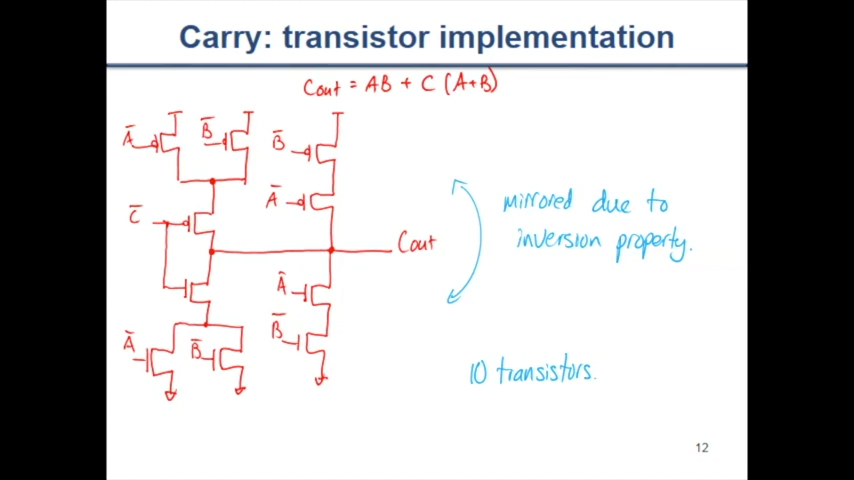 Carry: transistor implementation
Cout = AB + C (A+B)
A̅
B̅
B̅
A̅
C̅
Cout
A̅
B̅
A̅
B̅
mirrored due to
inversion property.
10 transistors.
12